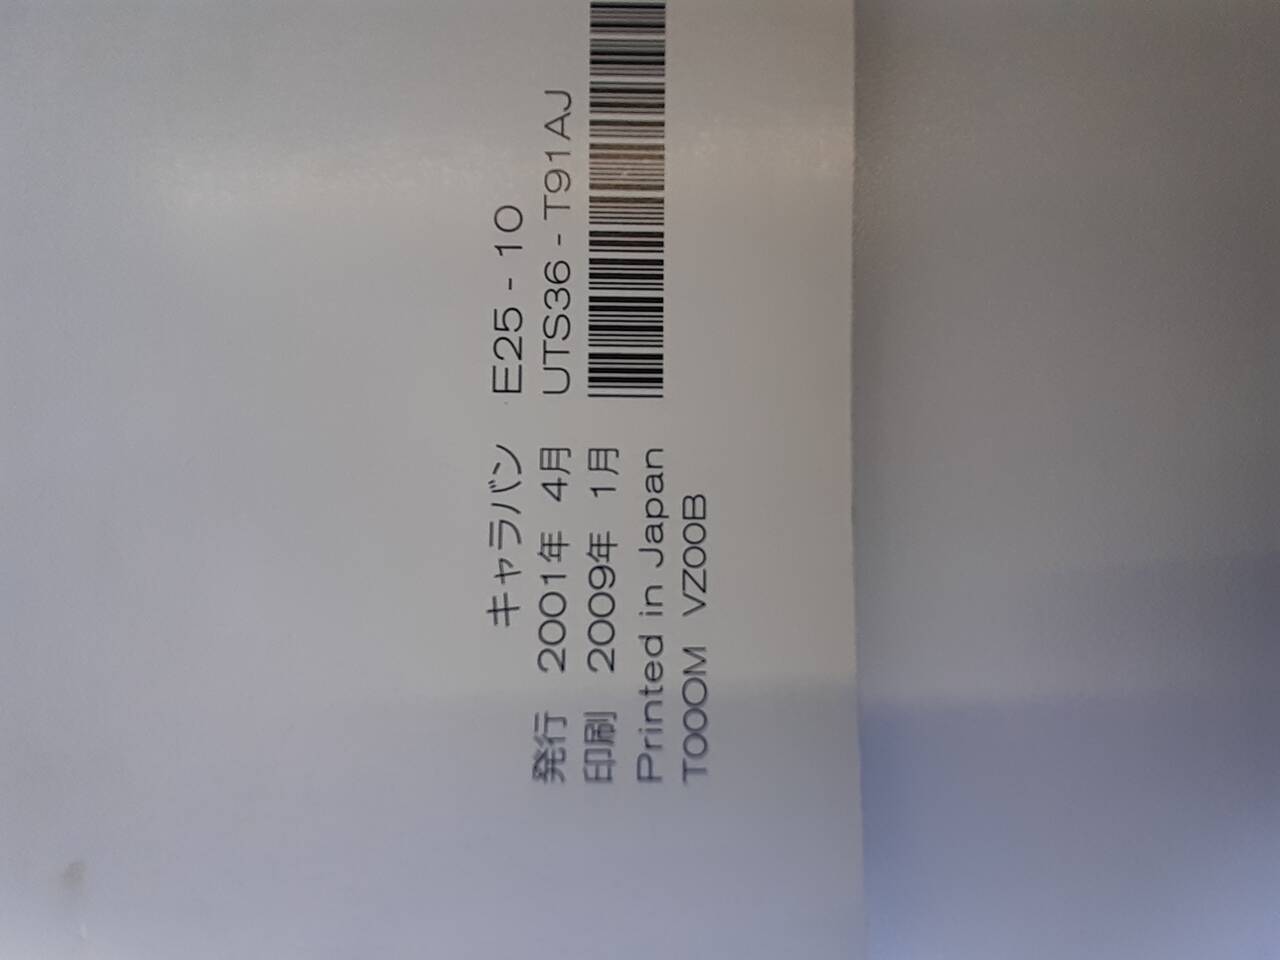 キャラバン E25 - 10
発行 2001年 4月 UTS36 - T91AJ
印刷 2009年 1月
Printed in Japan
T000M VZ00B